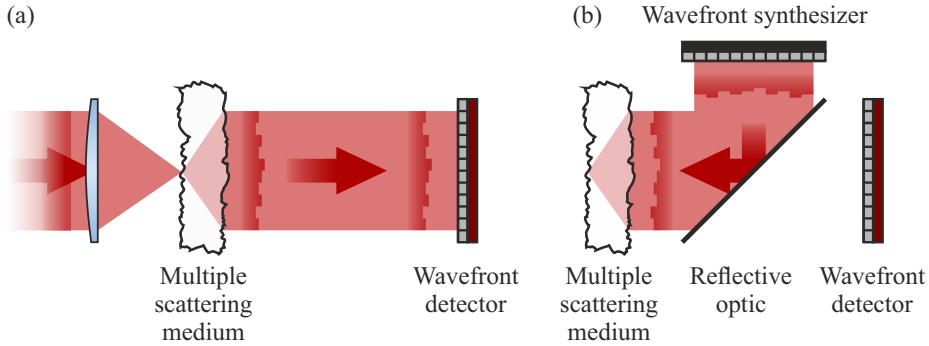 (a)
(b)
Wavefront synthesizer
Multiple
scattering
medium
Wavefront
detector
Multiple
scattering
medium
Reflective
optic
Wavefront
detector